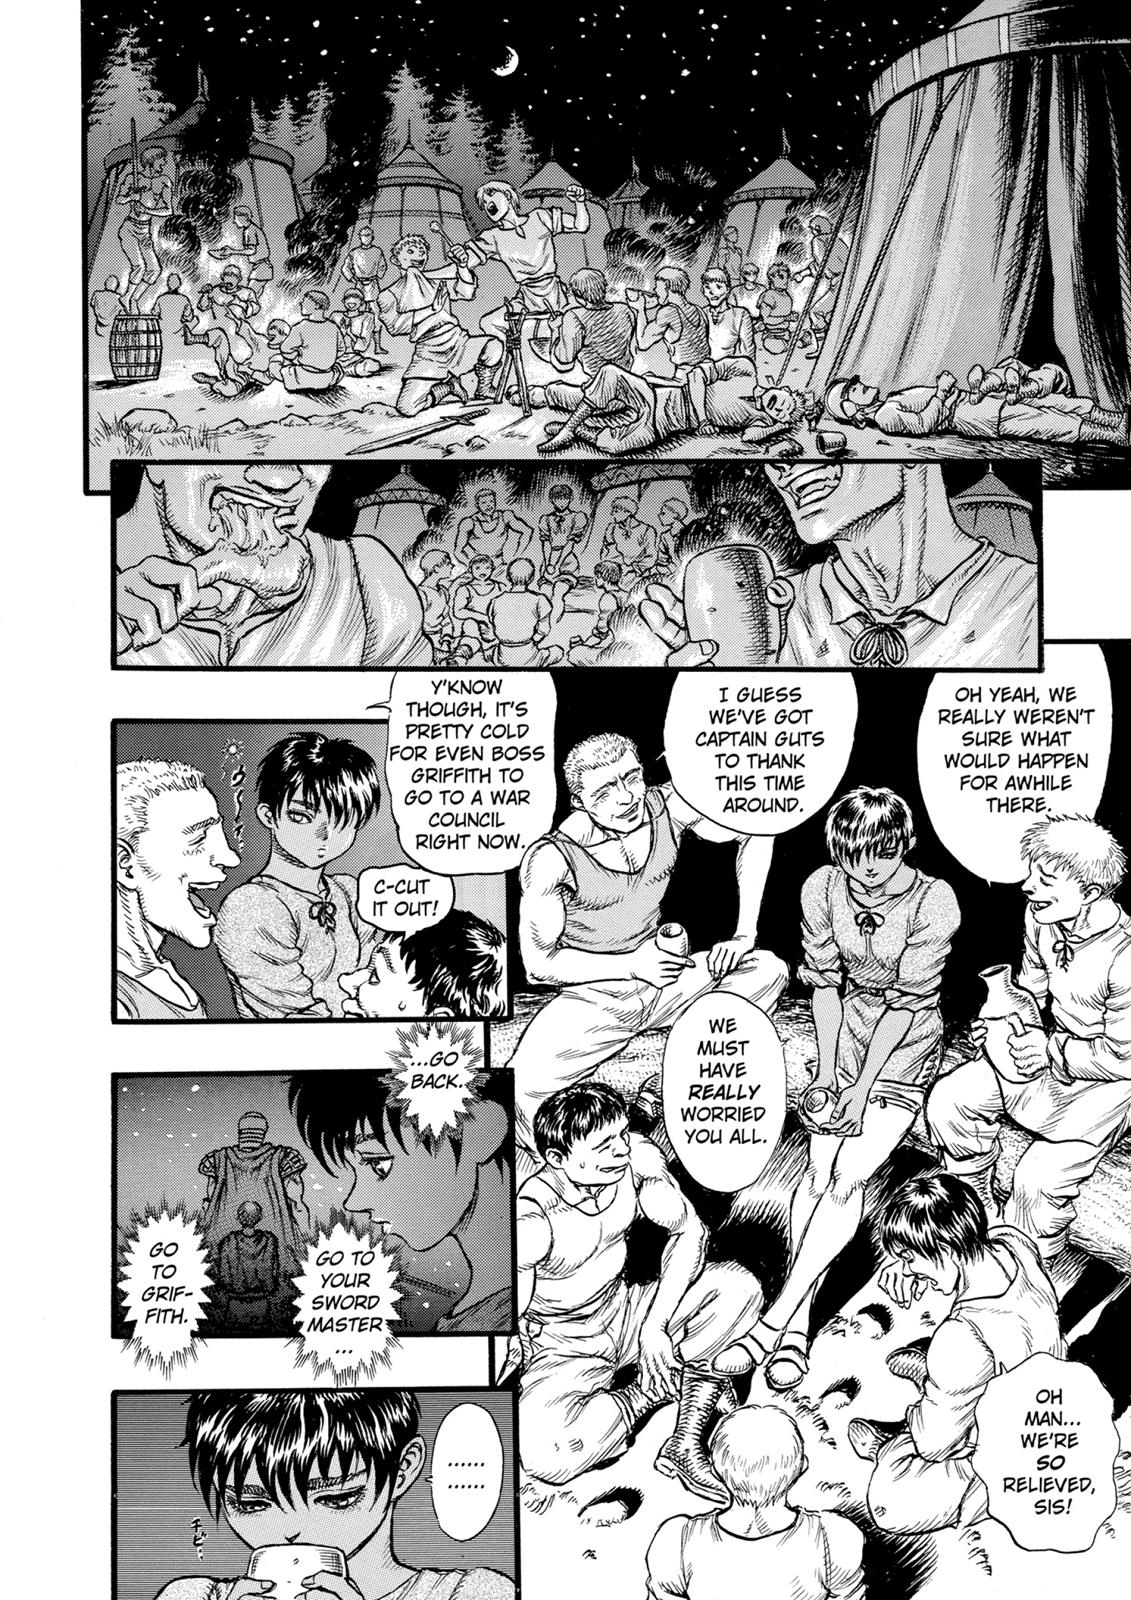 OH YEAH, WE
REALLY WEREN'T
SURE WHAT
WOULD HAPPEN
FOR AWHILE
THERE.
I GUESS
WE'VE GOT
CAPTAIN GUTS
TO THANK
THIS TIME
AROUND.
WE
MUST
HAVE
REALLY
WORRIED
YOU ALL.
OH
MAN...
WE'RE
SO
RELIEVED,
SIS!
Y'KNOW
THOUGH, IT'S
PRETTY COLD
FOR EVEN BOSS
GRIFFITH TO
GO TO A WAR
COUNCIL
RIGHT NOW.
C-CUT
IT OUT!
...GO
BACK.
GO TO
YOUR
SWORD
MASTER
...
GO
TO
GRIF-
FITH.
......
......
チビ..